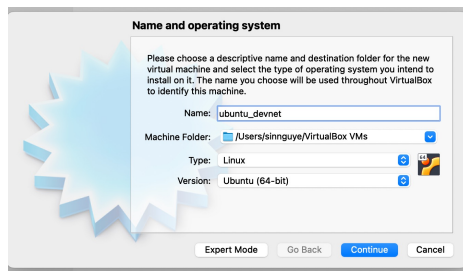 Name and operating system
Please choose a descriptive name and destination folder for the new
virtual machine and select the type of operating system you intend to
install on it. The name you choose will be used throughout VirtualBox
to identify this machine.
Name: ubuntu_devnet
Machine Folder: /Users/sinnguye/VirtualBox VMs
Type: Linux
64
Version: Ubuntu (64-bit)
Expert Mode Go Back Continue Cancel